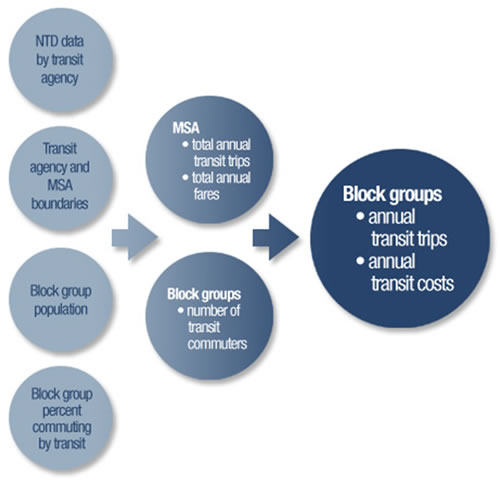 NTD data
by transit
agency
Transit
agency and
MSA
boundaries
Block group
population
Block group
percent
commuting
by transit
MSA
• total annual
transit trips
• total annual
fares
Block groups
• number of
transit
commuters
Block groups
• annual
transit trips
• annual
transit costs